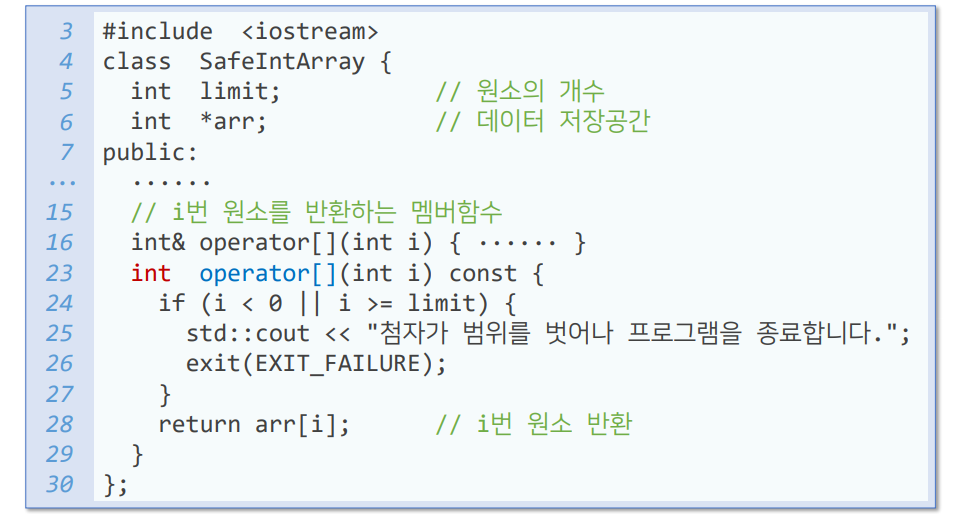 3 #include <iostream>
4 class SafeIntArray {
5 int limit; // 원소의 개수
6 int *arr; // 데이터 저장공간
7 public:
... ······
15 // i번 원소를 반환하는 멤버함수
16 int& operator[](int i) { ······ }
23 int operator[](int i) const {
24 if (i < 0 || i >= limit) {
25 std::cout << "첨자가 범위를 벗어나 프로그램을 종료합니다.";
26 exit(EXIT_FAILURE);
27 }
28 return arr[i]; // i번 원소 반환
29 }
30 };